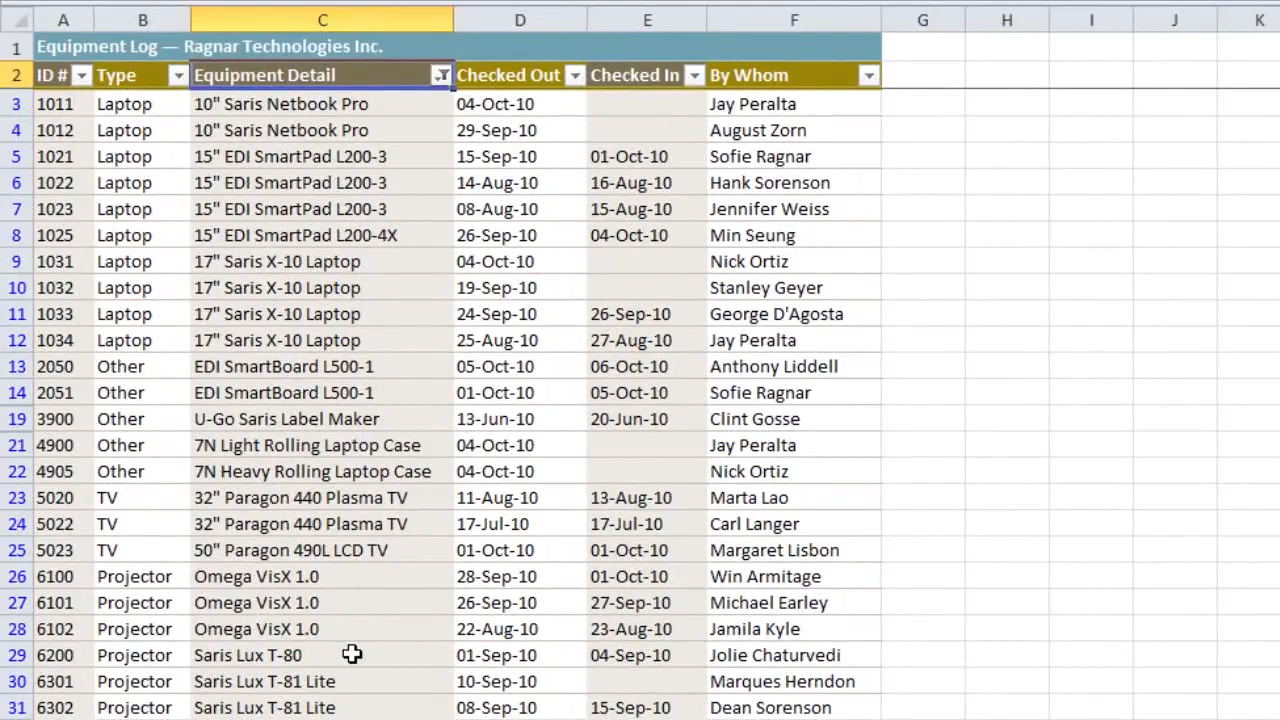 A B C D E F G H I J K
1 Equipment Log — Ragnar Technologies Inc.
2 ID # Type Equipment Detail Checked Out Checked In By Whom
3 1011 Laptop 10" Saris Netbook Pro 04-Oct-10 Jay Peralta
4 1012 Laptop 10" Saris Netbook Pro 29-Sep-10 August Zorn
5 1021 Laptop 15" EDI SmartPad L200-3 15-Sep-10 01-Oct-10 Sofie Ragnar
6 1022 Laptop 15" EDI SmartPad L200-3 14-Aug-10 16-Aug-10 Hank Sorenson
7 1023 Laptop 15" EDI SmartPad L200-3 08-Aug-10 15-Aug-10 Jennifer Weiss
8 1025 Laptop 15" EDI SmartPad L200-4X 26-Sep-10 04-Oct-10 Min Seung
9 1031 Laptop 17" Saris X-10 Laptop 04-Oct-10 Nick Ortiz
10 1032 Laptop 17" Saris X-10 Laptop 19-Sep-10 Stanley Geyer
11 1033 Laptop 17" Saris X-10 Laptop 24-Sep-10 26-Sep-10 George D'Agosta
12 1034 Laptop 17" Saris X-10 Laptop 25-Aug-10 27-Aug-10 Jay Peralta
13 2050 Other EDI SmartBoard L500-1 05-Oct-10 06-Oct-10 Anthony Liddell
14 2051 Other EDI SmartBoard L500-1 01-Oct-10 05-Oct-10 Sofie Ragnar
19 3900 Other U-Go Saris Label Maker 13-Jun-10 20-Jun-10 Clint Gosse
21 4900 Other 7N Light Rolling Laptop Case 04-Oct-10 Jay Peralta
22 4905 Other 7N Heavy Rolling Laptop Case 04-Oct-10 Nick Ortiz
23 5020 TV 32" Paragon 440 Plasma TV 11-Aug-10 13-Aug-10 Marta Lao
24 5022 TV 32" Paragon 440 Plasma TV 17-Jul-10 17-Jul-10 Carl Langer
25 5023 TV 50" Paragon 490L LCD TV 01-Oct-10 01-Oct-10 Margaret Lisbon
26 6100 Projector Omega VisX 1.0 28-Sep-10 01-Oct-10 Win Armitage
27 6101 Projector Omega VisX 1.0 26-Sep-10 27-Sep-10 Michael Earley
28 6102 Projector Omega VisX 1.0 22-Aug-10 23-Aug-10 Jamila Kyle
29 6200 Projector Saris Lux T-80 01-Sep-10 04-Sep-10 Jolie Chaturvedi
30 6301 Projector Saris Lux T-81 Lite 10-Sep-10 Marques Herndon
31 6302 Projector Saris Lux T-81 Lite 08-Sep-10 15-Sep-10 Dean Sorenson